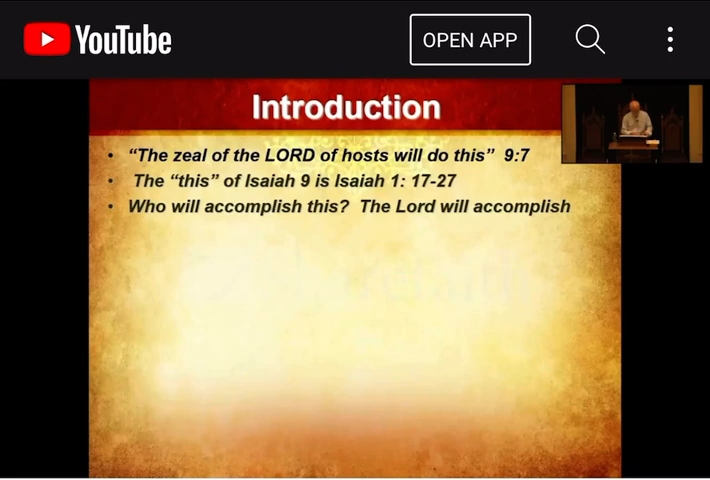 YouTube
OPEN APP
Introduction
• “The zeal of the LORD of hosts will do this” 9:7
• The “this” of Isaiah 9 is Isaiah 1: 17-27
• Who will accomplish this? The Lord will accomplish